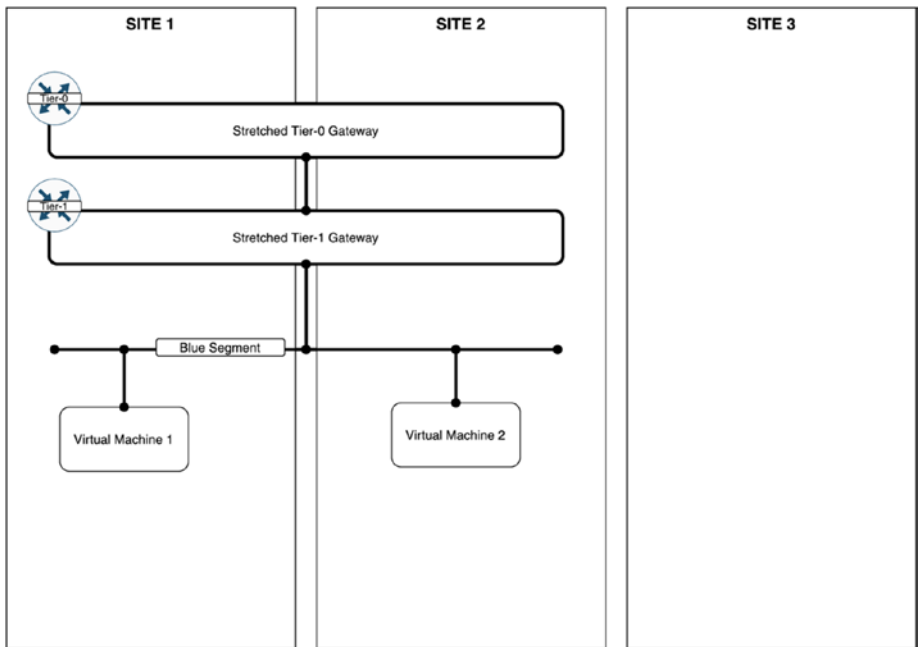 SITE 1
SITE 2
SITE 3
Tier-0
Stretched Tier-0 Gateway
Tier-1
Stretched Tier-1 Gateway
Blue Segment
Virtual Machine 1
Virtual Machine 2